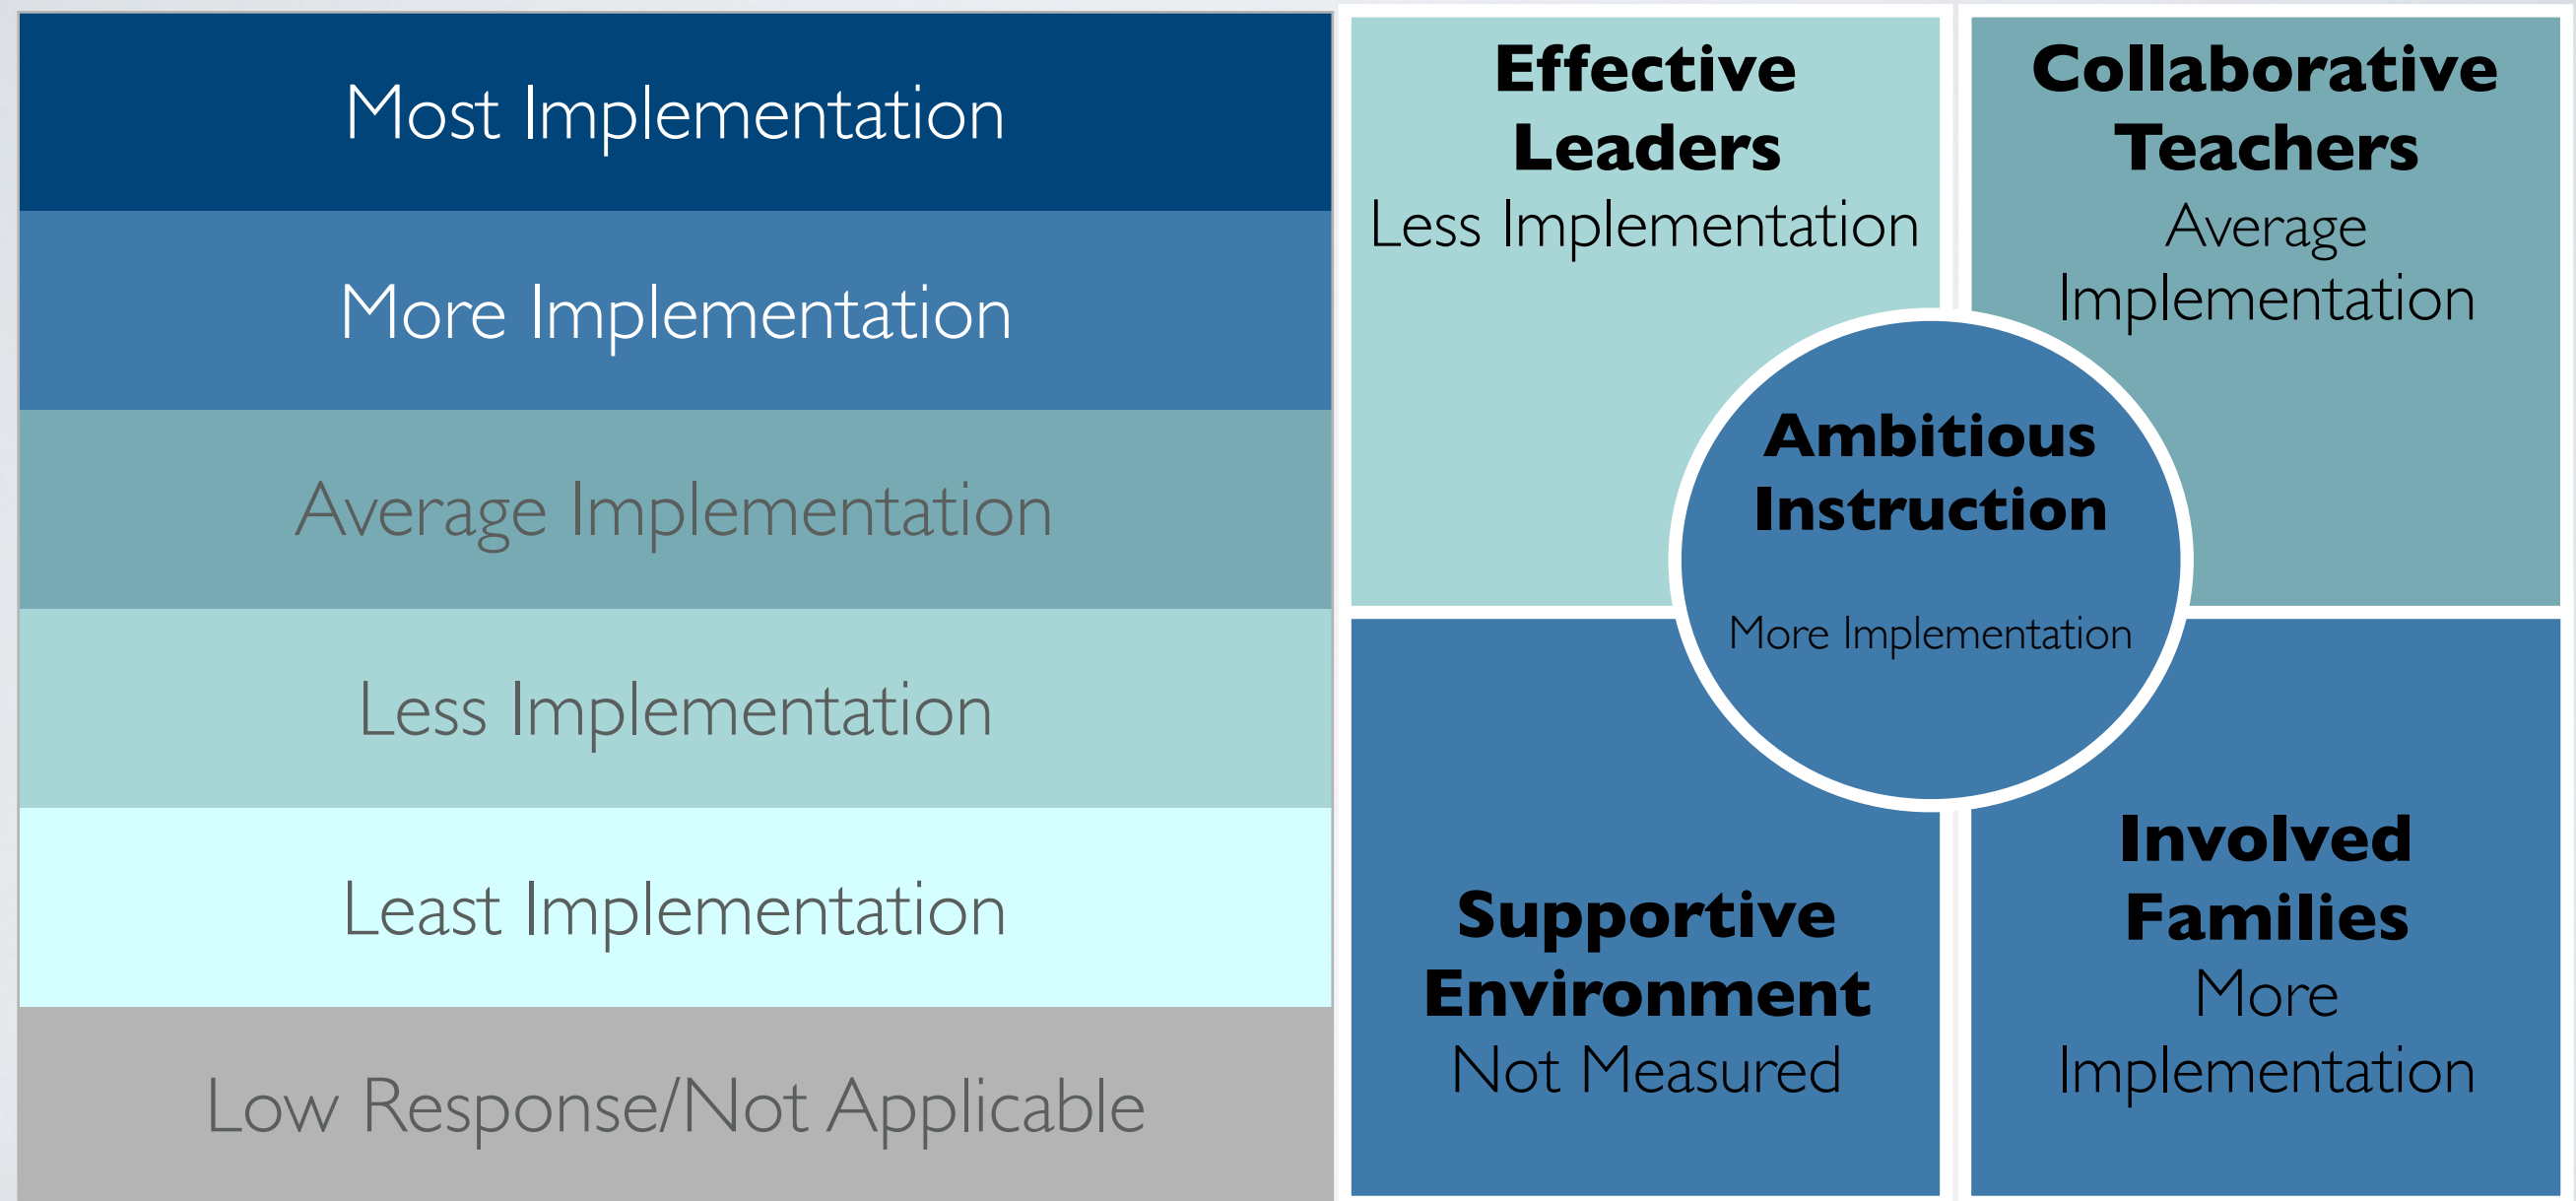 Most Implementation
More Implementation
Average Implementation
Less Implementation
Least Implementation
Low Response/Not Applicable
Effective
Leaders
Less Implementation
Collaborative
Teachers
Average
Implementation
Ambitious
Instruction
More Implementation
Supportive
Environment
Not Measured
Involved
Families
More
Implementation